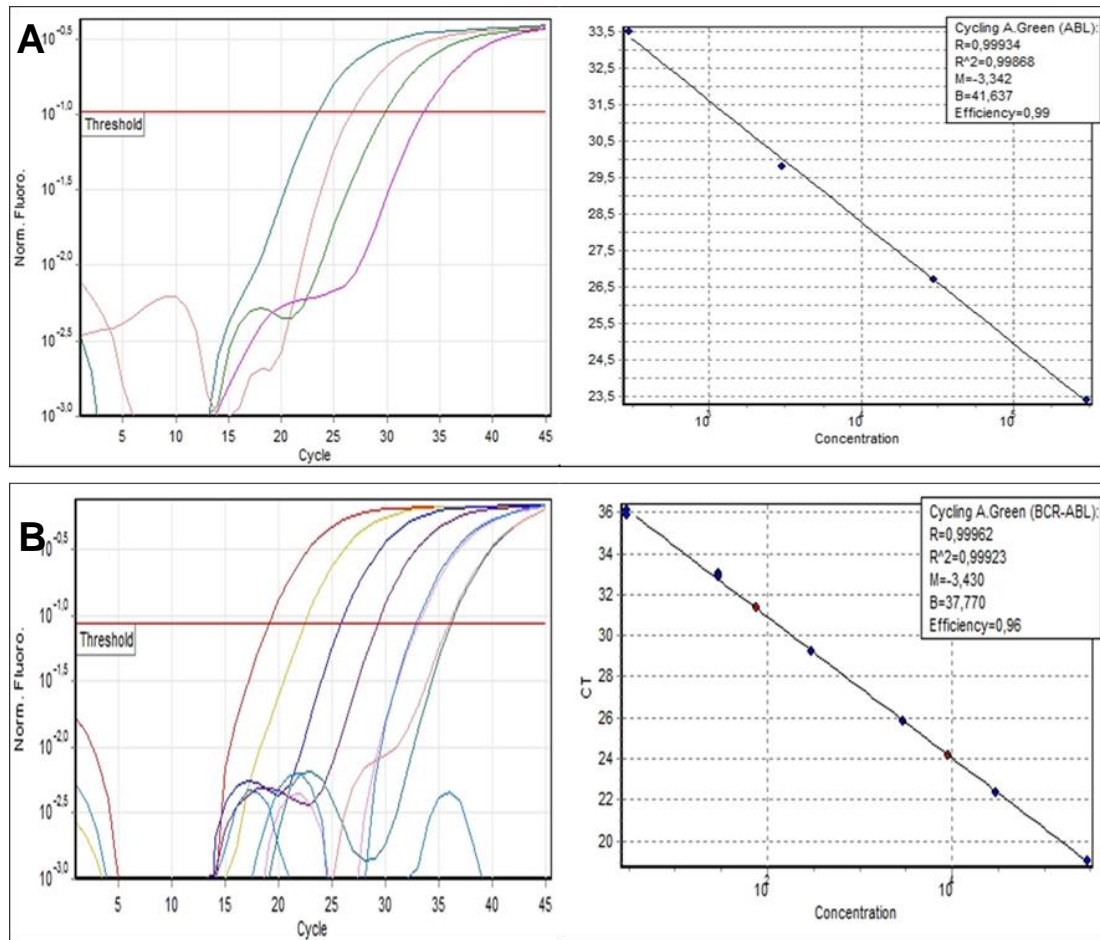 A
10^-0.5
10^-1.0
10^-1.5
10^-2.0
10^-2.5
10^-3.0
Norm. Fluoro.
Threshold
5 10 15 20 25 30 35 40 45
Cycle
33,5
32,5
31,5
30,5
29,5
28,5
27,5
26,5
25,5
24,5
23,5
Cycling A.Green (ABL):
R=0,99934
R^2=0,99868
M=-3,342
B=41,637
Efficiency=0,99
10^3 10^4 10^5
Concentration
B
10^-0.5
10^-1.0
10^-1.5
10^-2.0
10^-2.5
10^-3.0
Norm. Fluoro.
Threshold
5 10 15 20 25 30 35 40 45
Cycle
36
34
32
30
28
26
24
22
20
CT
Cycling A.Green (BCR-ABL):
R=0,99962
R^2=0,99923
M=-3,430
B=37,770
Efficiency=0,96
10^2 10^4
Concentration